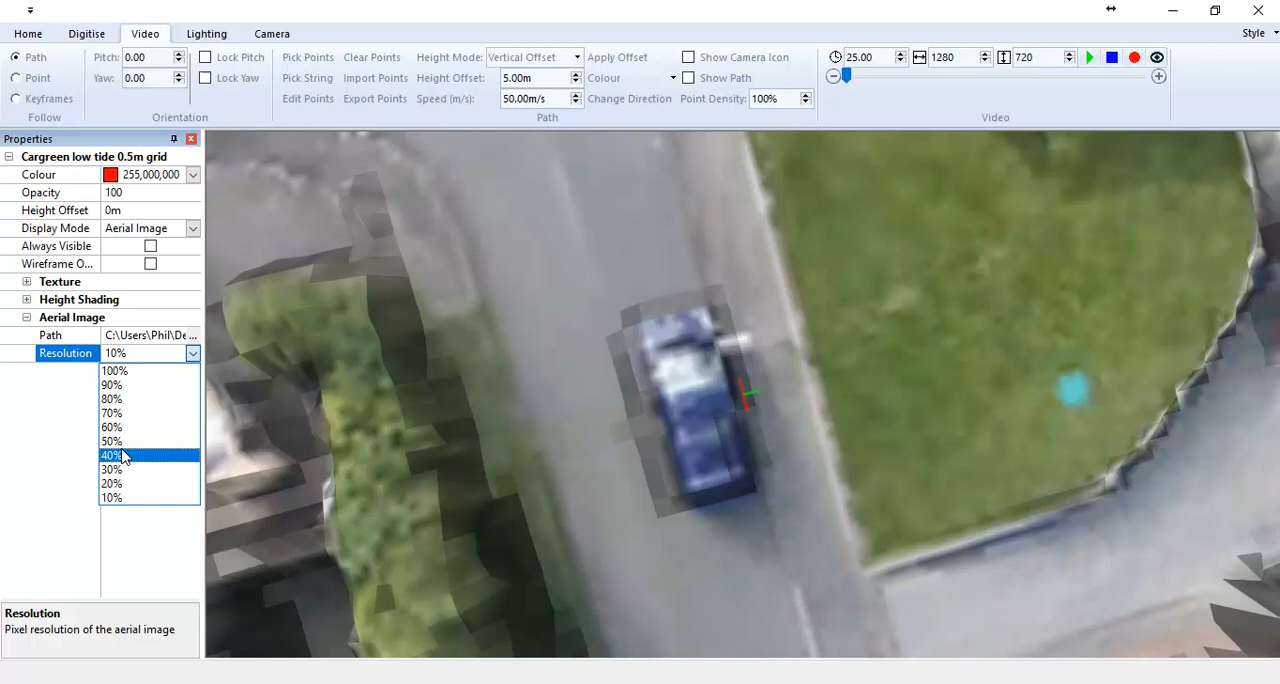 Home Digitise Video Lighting Camera Style
Path Pitch: 0.00 Lock Pitch Pick Points Clear Points Height Mode: Vertical Offset Apply Offset Show Camera Icon 25.00 1280 720
Point Yaw: 0.00 Lock Yaw Pick String Import Points Height Offset: 5.00m Colour Show Path
Keyframes Edit Points Export Points Speed (m/s): 50.00m/s Change Direction Point Density: 100%
Follow Orientation Path Video
Properties
Cargreen low tide 0.5m grid
Colour 255,000,000
Opacity 100
Height Offset 0m
Display Mode Aerial Image
Always Visible
Wireframe O...
Texture
Height Shading
Aerial Image
Path C:\Users\Phil\De ...
Resolution 10%
100%
90%
80%
70%
60%
50%
40%
30%
20%
10%
Resolution
Pixel resolution of the aerial image